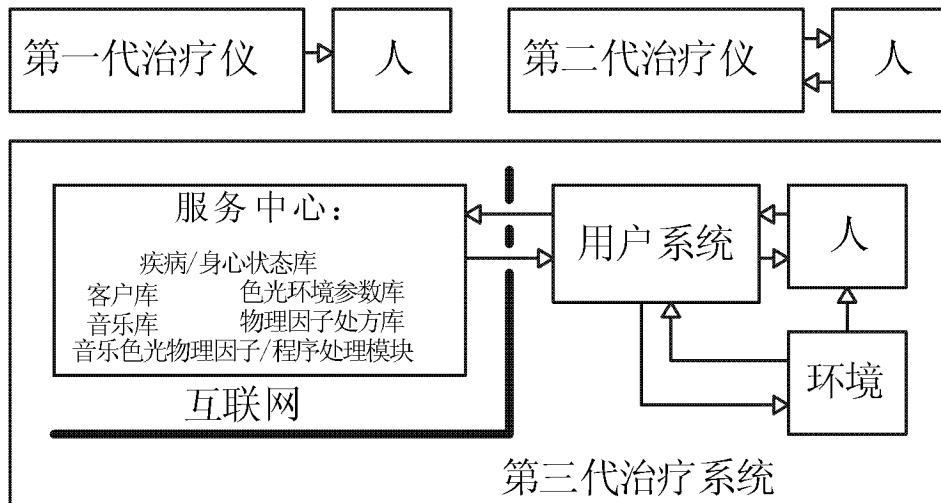 第一代治疗仪
人
第二代治疗仪
人
服务中心：
疾病/身心状态库
客户库
色光环境参数库
音乐库
物理因子处方库
音乐色光物理因子/程序处理模块
互联网
用户系统
人
环境
第三代治疗系统